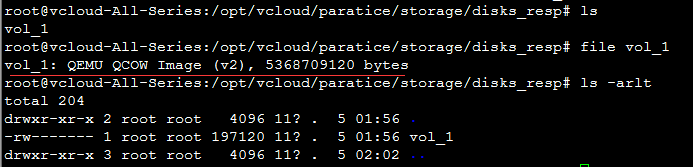 root@vcloud-All-Series:/opt/vcloud/paratice/storage/disks_resp# ls
vol_1
root@vcloud-All-Series:/opt/vcloud/paratice/storage/disks_resp# file vol_1
vol_1: QEMU QCOW Image (v2), 5368709120 bytes
root@vcloud-All-Series:/opt/vcloud/paratice/storage/disks_resp# ls -arlt
total 204
drwxr-xr-x 2 root root   4096 11? .  5 01:56 .
-rw------- 1 root root 197120 11? .  5 01:56 vol_1
drwxr-xr-x 3 root root   4096 11? .  5 02:02 ..